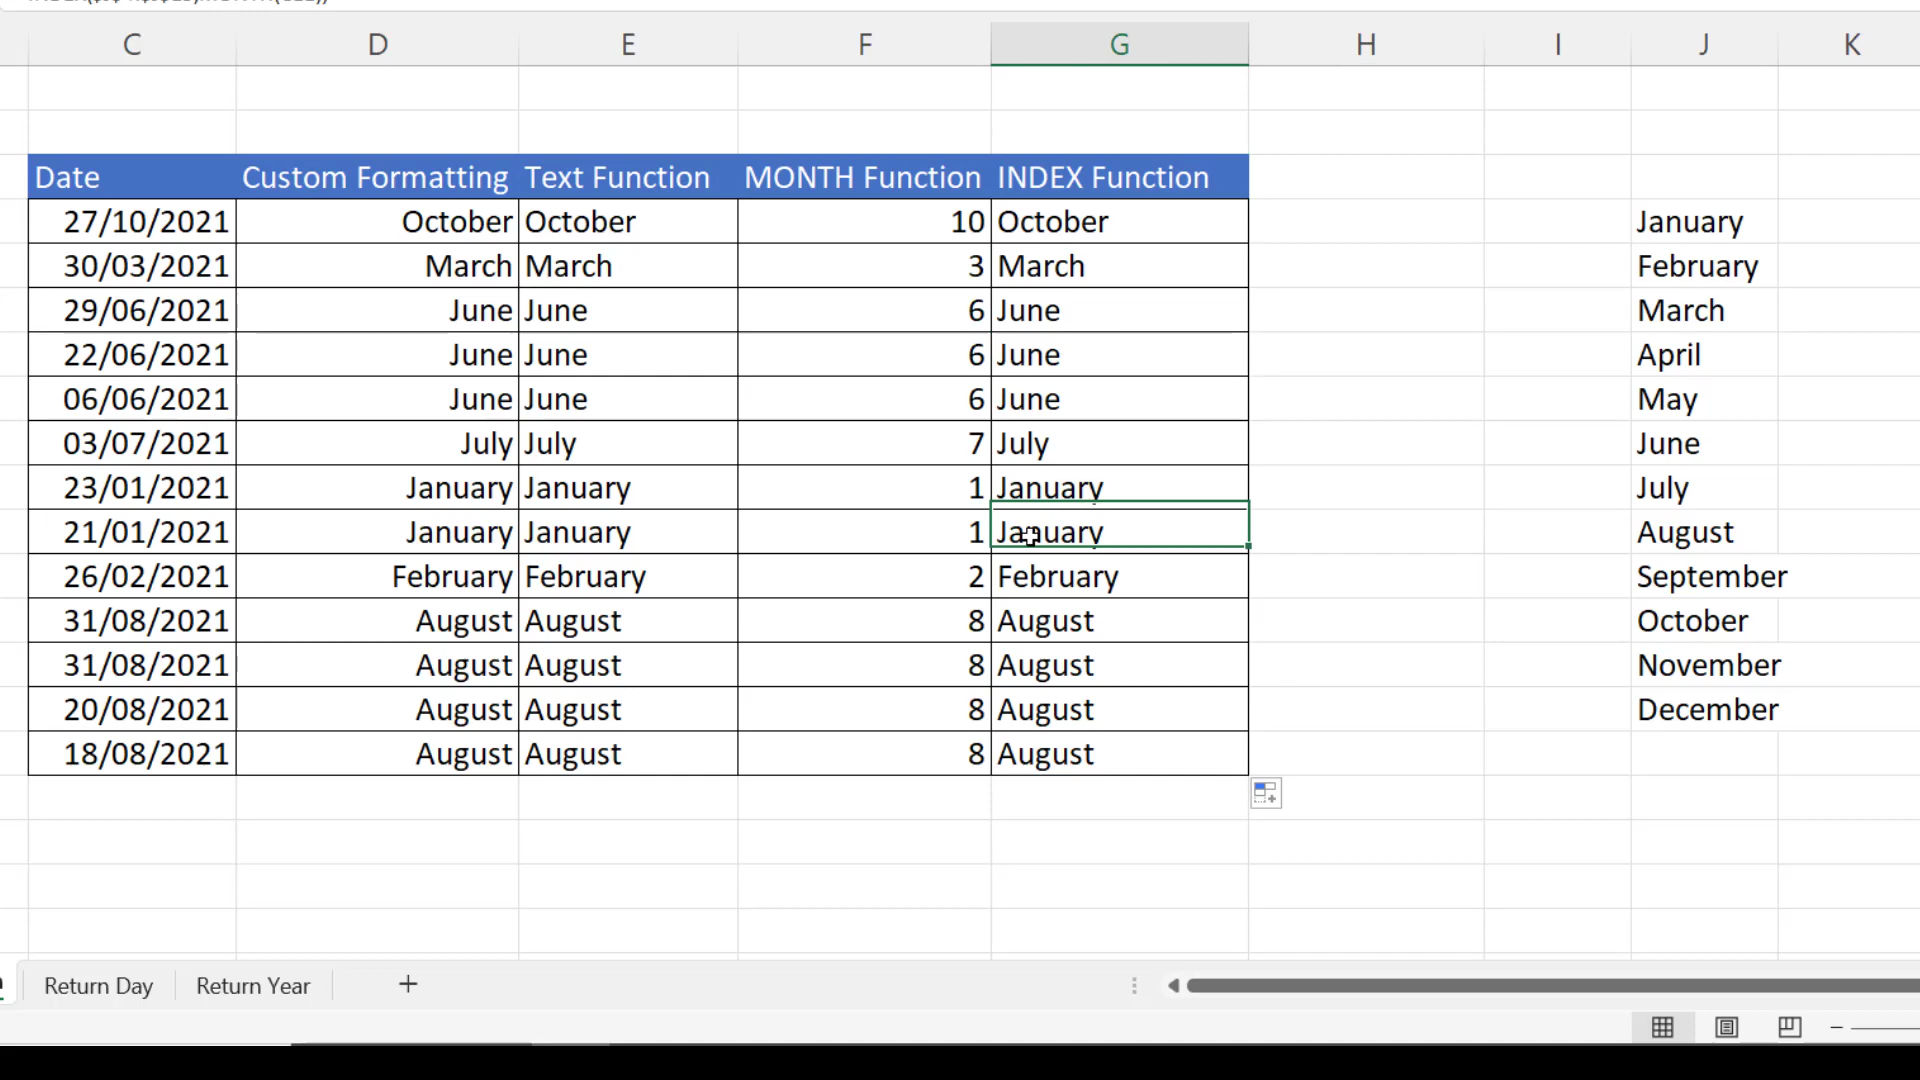 C D E F G H I J K
Date Custom Formatting Text Function MONTH Function INDEX Function
27/10/2021 October October 10 October January
30/03/2021 March March 3 March February
29/06/2021 June June 6 June March
22/06/2021 June June 6 June April
06/06/2021 June June 6 June May
03/07/2021 July July 7 July June
23/01/2021 January January 1 January July
21/01/2021 January January 1 January August
26/02/2021 February February 2 February September
31/08/2021 August August 8 August October
31/08/2021 August August 8 August November
20/08/2021 August August 8 August December
18/08/2021 August August 8 August
Return Day Return Year